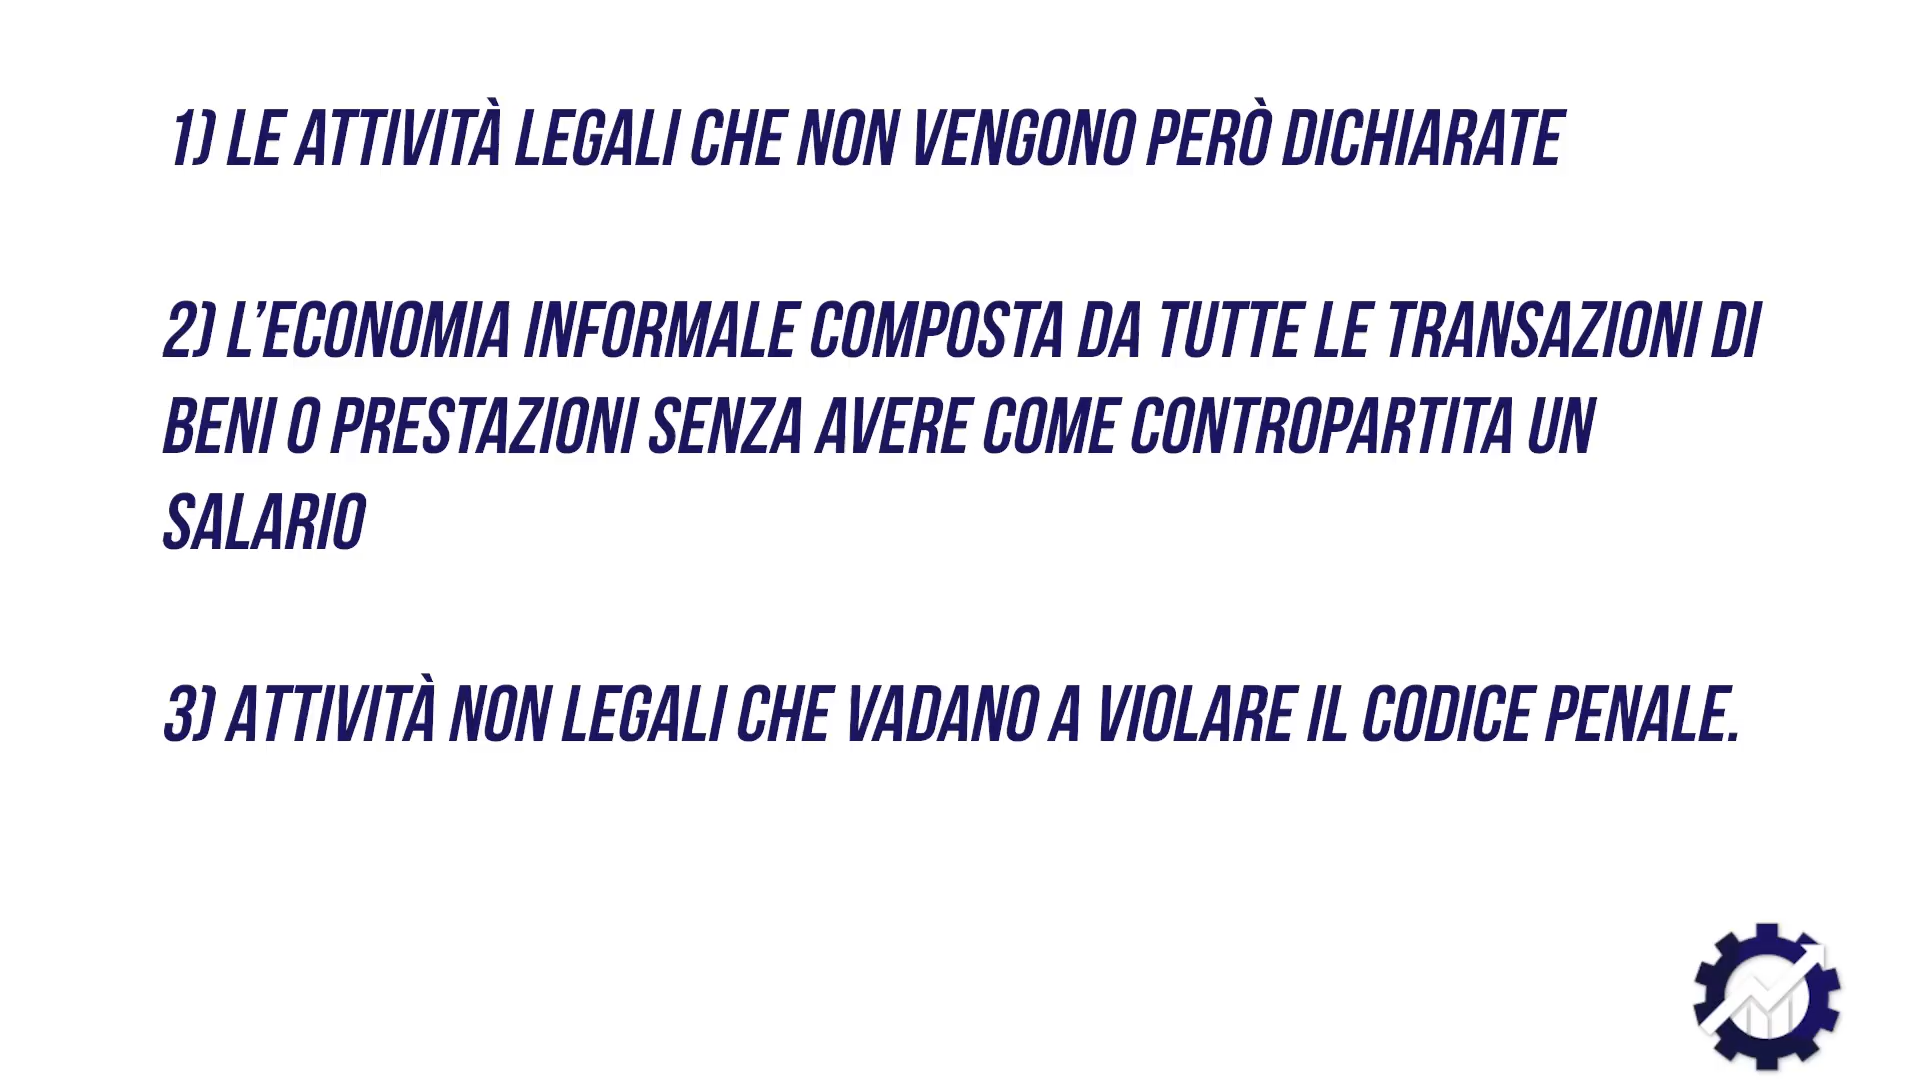 1) LE ATTIVITÀ LEGALI CHE NON VENGONO PERÒ DICHIARATE
2) L’ECONOMIA INFORMALE COMPOSTA DA TUTTE LE TRANSAZIONI DI
BENI O PRESTAZIONI SENZA AVERE COME CONTROPARTITA UN
SALARIO
3) ATTIVITÀ NON LEGALI CHE VADANO A VIOLARE IL CODICE PENALE.